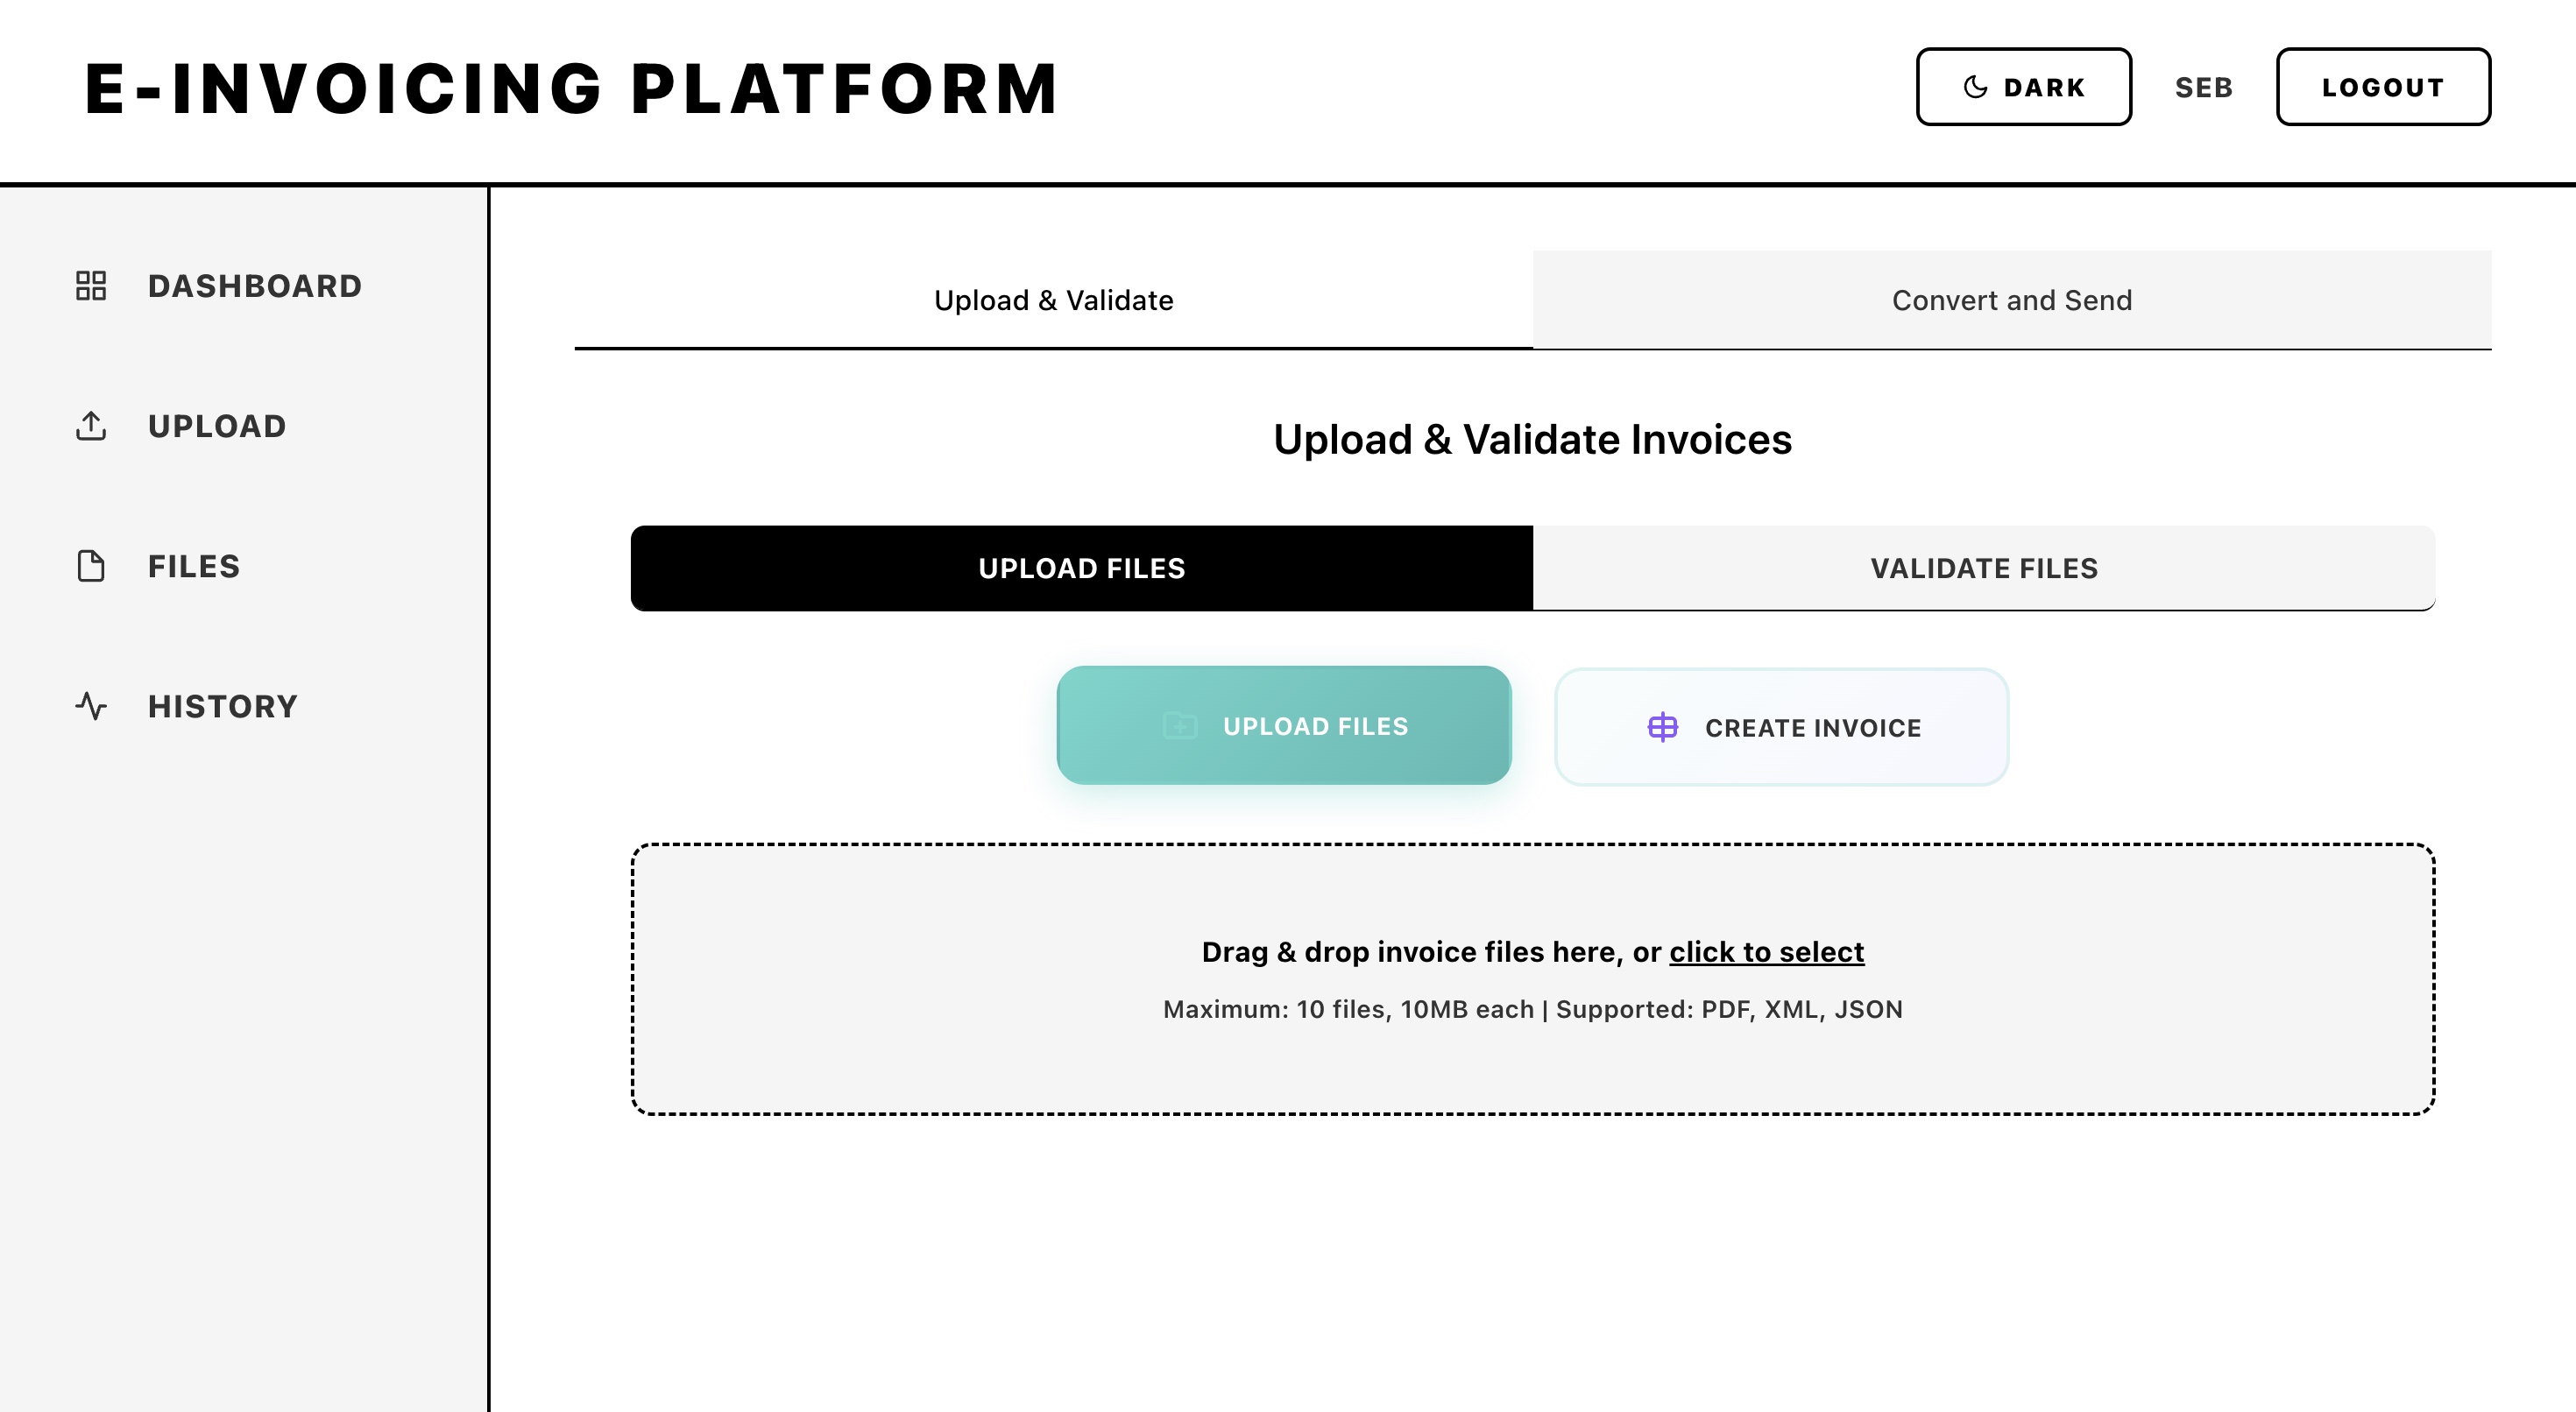 E-INVOICING PLATFORM
DARK
SEB
LOGOUT
DASHBOARD
UPLOAD
FILES
HISTORY
Upload & Validate
Convert and Send
Upload & Validate Invoices
UPLOAD FILES
VALIDATE FILES
UPLOAD FILES
CREATE INVOICE
Drag & drop invoice files here, or click to select
Maximum: 10 files, 10MB each | Supported: PDF, XML, JSON